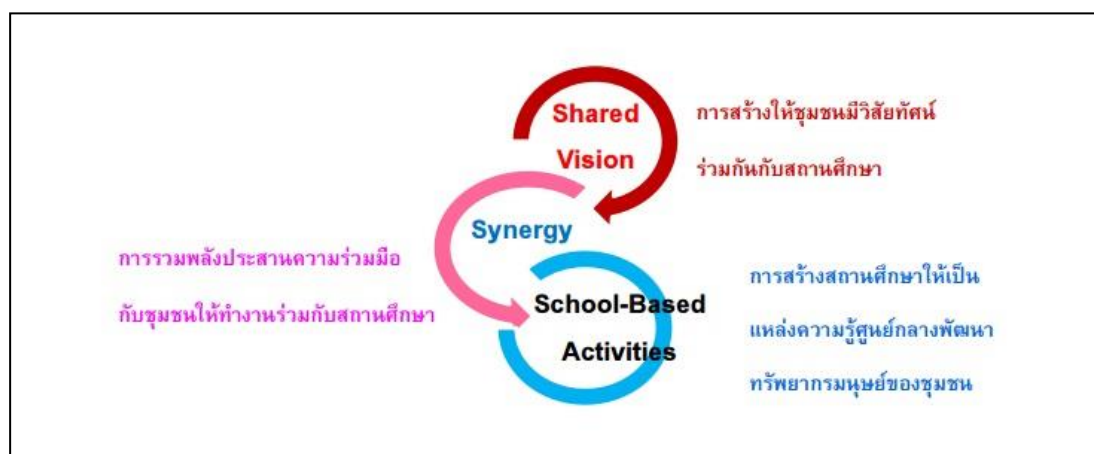 Shared
Vision
การสร้างให้ชุมชนมีวิสัยทัศน์
ร่วมกันกับสถานศึกษา
Synergy
การรวมพลังประสานความร่วมมือ
กับชุมชนให้ทำงานร่วมกับสถานศึกษา
School-Based
Activities
การสร้างสถานศึกษาให้เป็น
แหล่งความรู้ศูนย์กลางพัฒนา
ทรัพยากรมนุษย์ของชุมชน